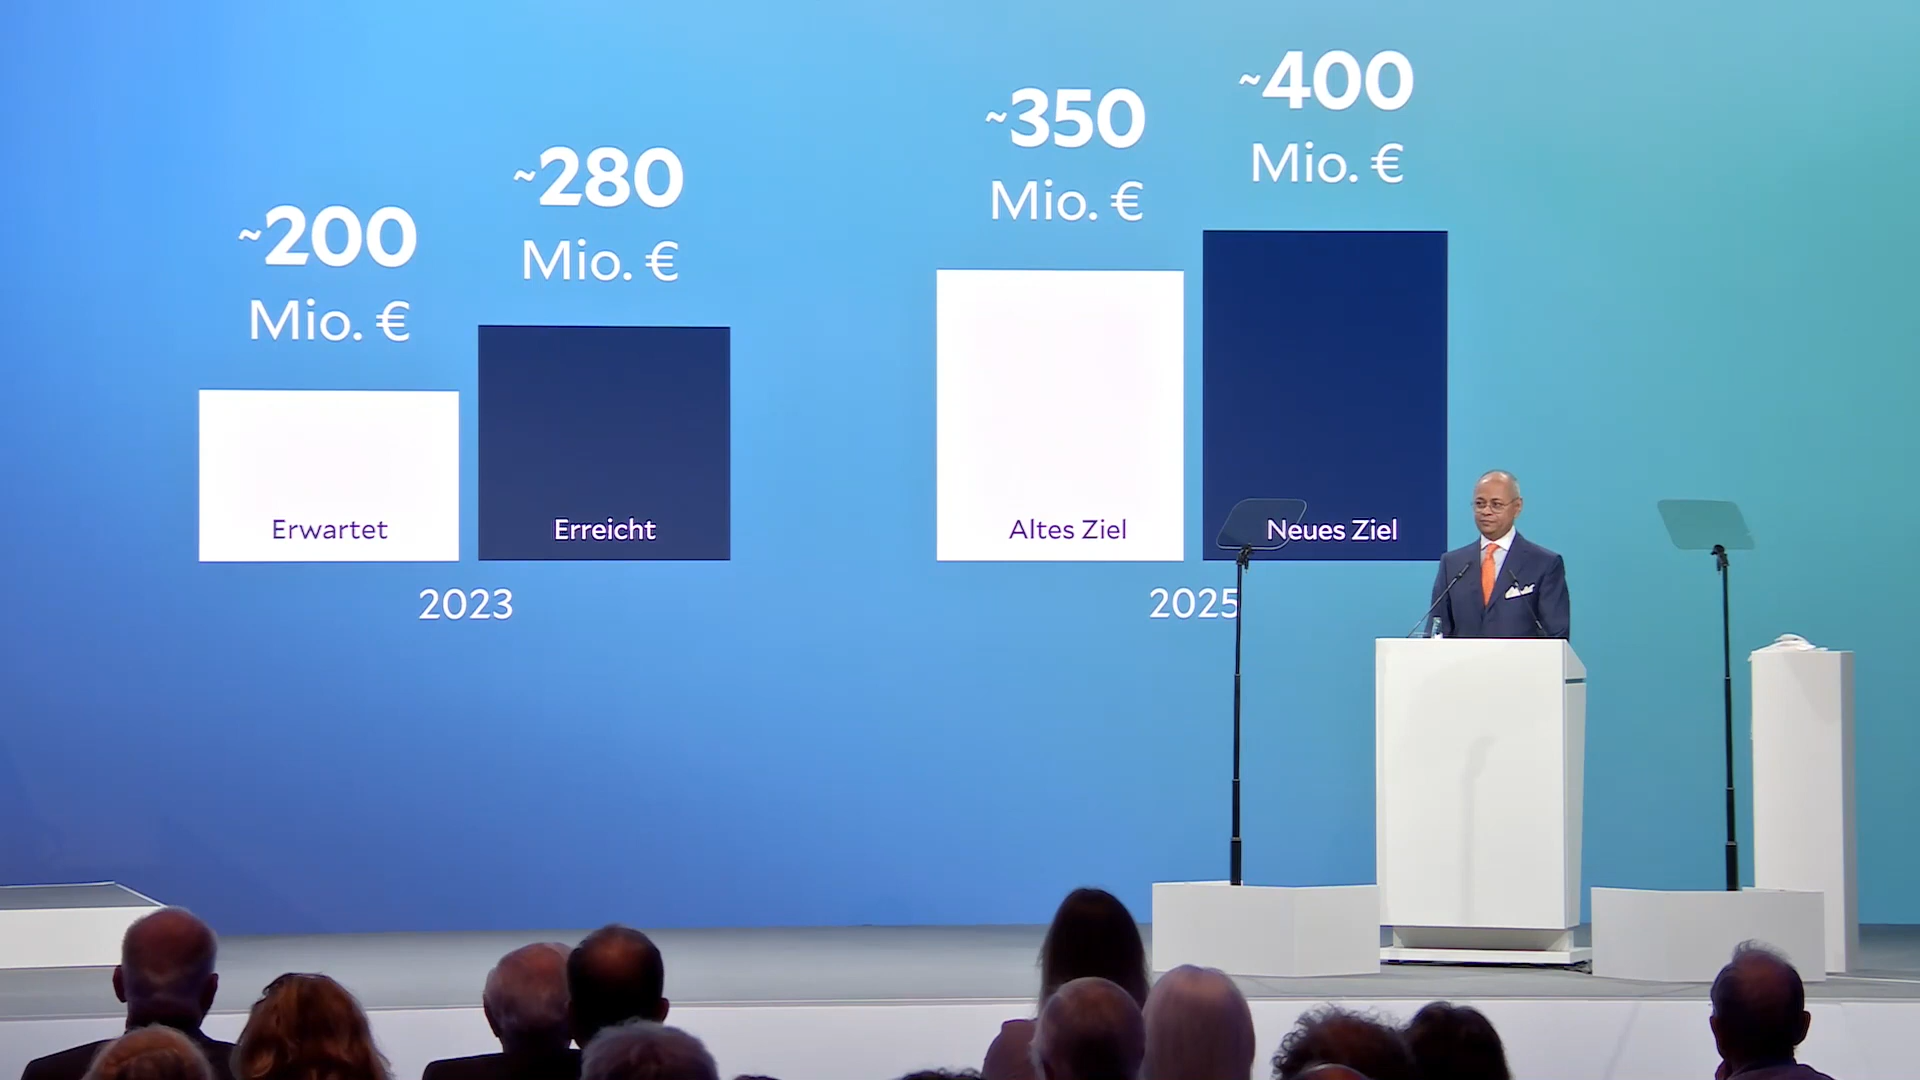 ~200
Mio. €
Erwartet
~280
Mio. €
Erreicht
2023
~350
Mio. €
Altes Ziel
~400
Mio. €
Neues Ziel
2025